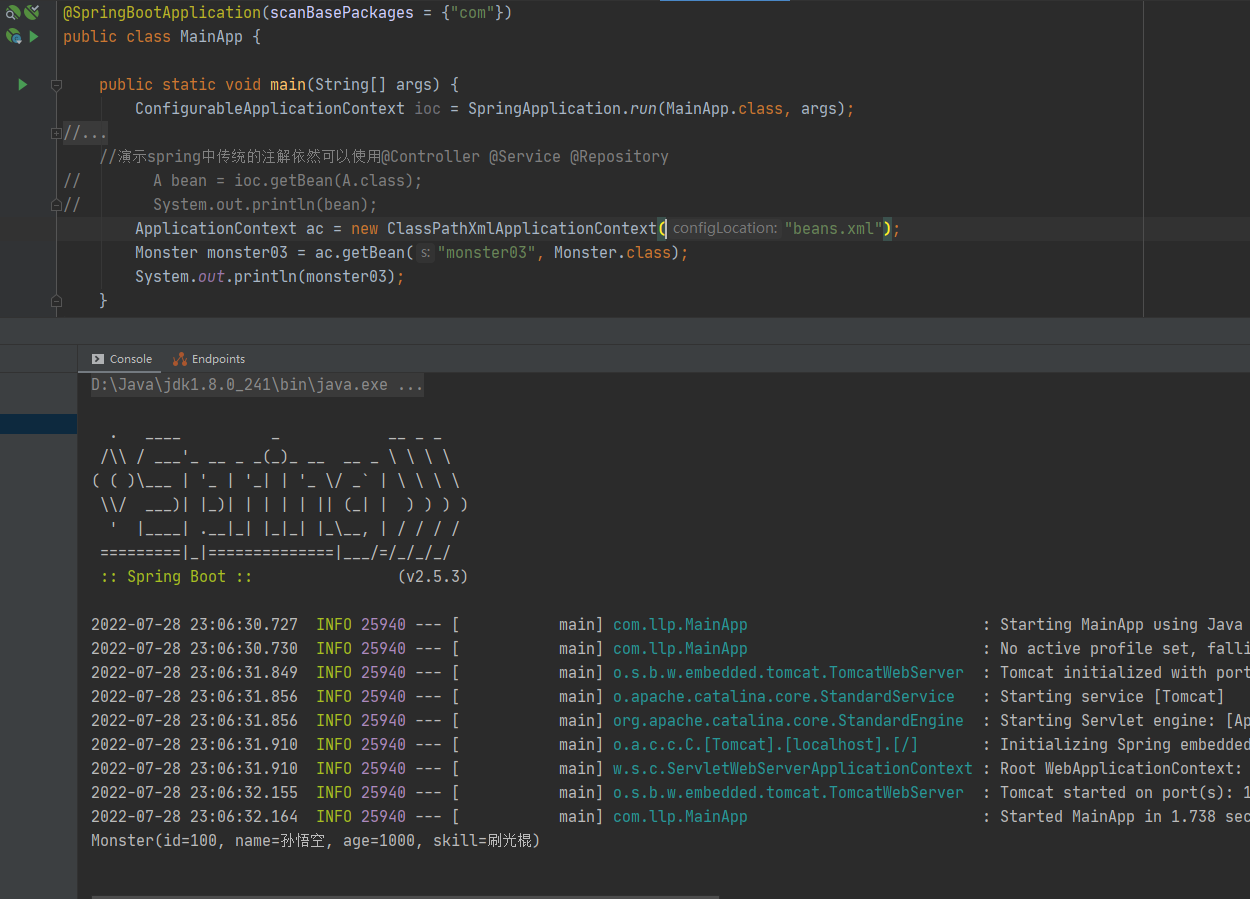 @SpringBootApplication(scanBasePackages = {"com"})
public class MainApp {
public static void main(String[] args) {
ConfigurableApplicationContext ioc = SpringApplication.run(MainApp.class, args);
//...
//演示spring中传统的注解依然可以使用@Controller @Service @Repository
// A bean = ioc.getBean(A.class);
// System.out.println(bean);
ApplicationContext ac = new ClassPathXmlApplicationContext( configLocation: "beans.xml");
Monster monster03 = ac.getBean( s: "monster03", Monster.class);
System.out.println(monster03);
}
Console Endpoints
D:\Java\jdk1.8.0_241\bin\java.exe ...
  .   ____          _            __ _ _
 /\\ / ___'_ __ _ _(_)_ __  __ _ \ \ \ \
( ( )\___ | '_ | '_| | '_ \/ _` | \ \ \ \
 \\/  ___)| |_)| | | | | || (_| |  ) ) ) )
  '  |____| .__|_| |_|_| |_\__, | / / / /
 =========|_|==============|___/=/_/_/_/
:: Spring Boot :: (v2.5.3)
2022-07-28 23:06:30.727 INFO 25940 --- [ main] com.llp.MainApp : Starting MainApp using Java
2022-07-28 23:06:30.730 INFO 25940 --- [ main] com.llp.MainApp : No active profile set, falli
2022-07-28 23:06:31.849 INFO 25940 --- [ main] o.s.b.w.embedded.tomcat.TomcatWebServer : Tomcat initialized with port
2022-07-28 23:06:31.856 INFO 25940 --- [ main] o.apache.catalina.core.StandardService : Starting service [Tomcat]
2022-07-28 23:06:31.856 INFO 25940 --- [ main] org.apache.catalina.core.StandardEngine : Starting Servlet engine: [Ap
2022-07-28 23:06:31.910 INFO 25940 --- [ main] o.a.c.c.C.[Tomcat].[localhost].[/] : Initializing Spring embedded
2022-07-28 23:06:31.910 INFO 25940 --- [ main] w.s.c.ServletWebServerApplicationContext : Root WebApplicationContext:
2022-07-28 23:06:32.155 INFO 25940 --- [ main] o.s.b.w.embedded.tomcat.TomcatWebServer : Tomcat started on port(s): 1
2022-07-28 23:06:32.164 INFO 25940 --- [ main] com.llp.MainApp : Started MainApp in 1.738 sec
Monster(id=100, name=孙悟空, age=1000, skill=刷光棍)